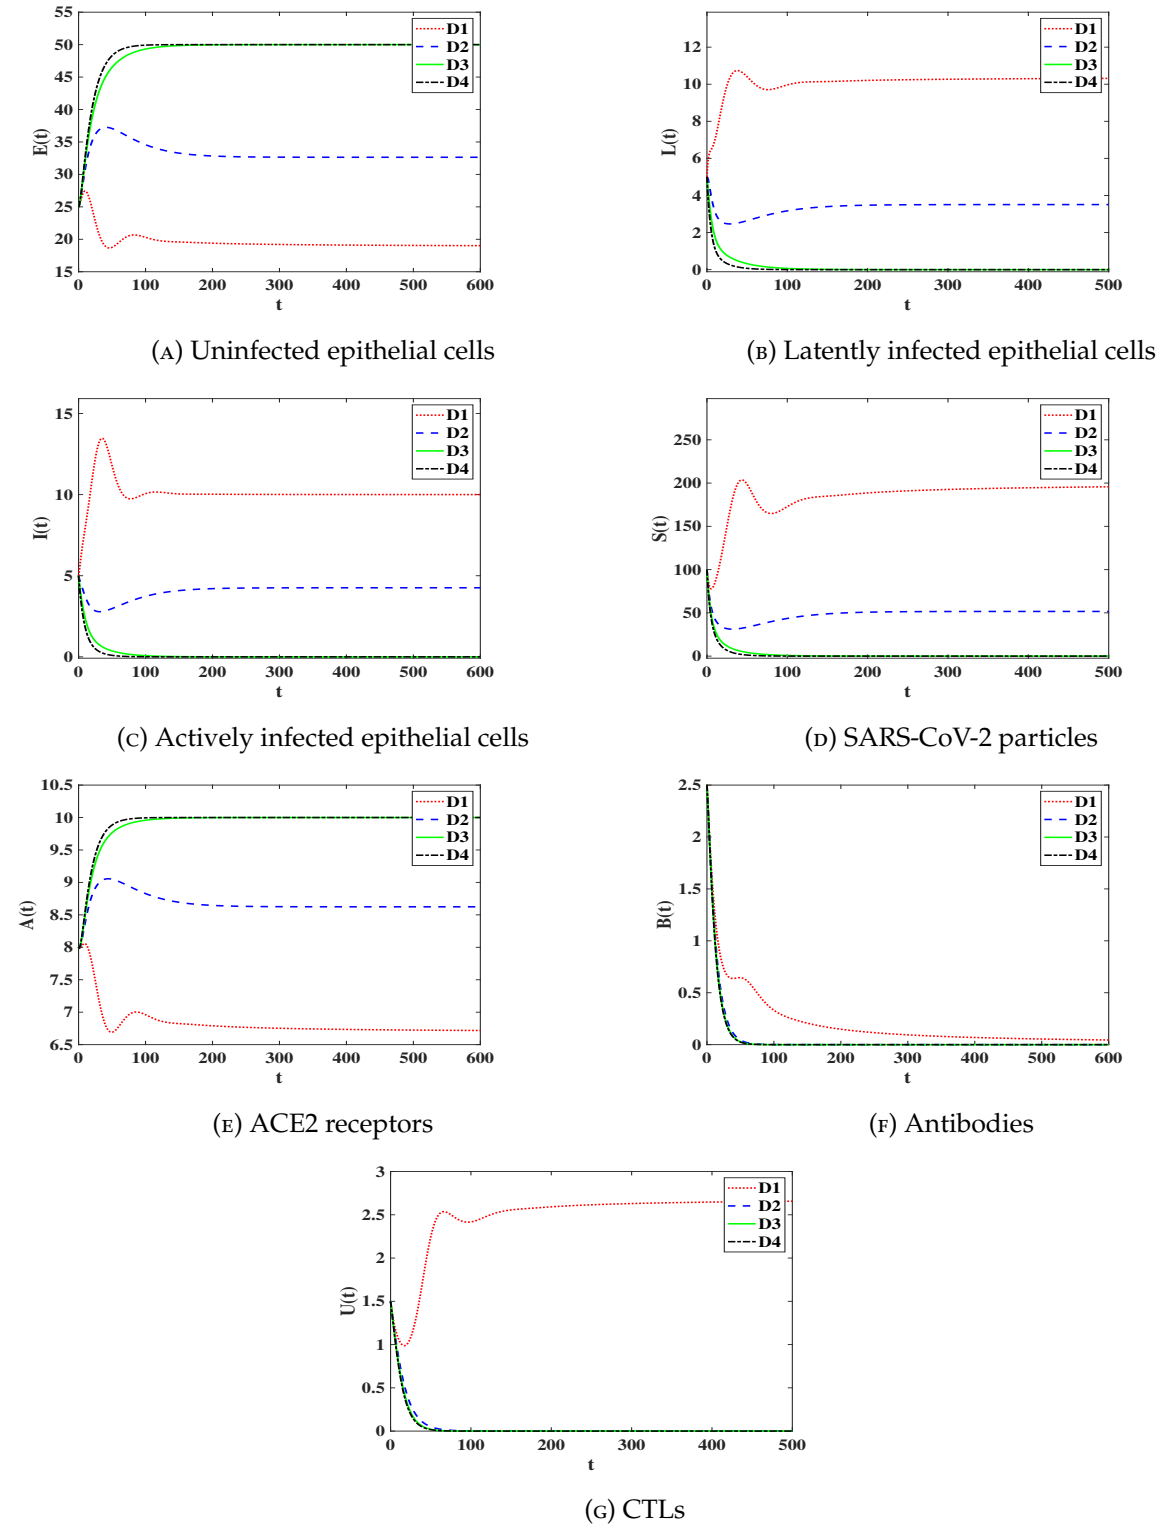 55
50
45
40
35
30
25
20
15
E(t)
0 100 200 300 400 500 600
t
D1
D2
D3
D4
(A) Uninfected epithelial cells
12
10
8
6
4
2
0
L(t)
0 100 200 300 400 500
t
D1
D2
D3
D4
(B) Latently infected epithelial cells
15
10
5
0
I(t)
0 100 200 300 400 500 600
t
D1
D2
D3
D4
(C) Actively infected epithelial cells
250
200
150
100
50
0
S(t)
0 100 200 300 400 500
t
D1
D2
D3
D4
(D) SARS-CoV-2 particles
10.5
10
9.5
9
8.5
8
7.5
7
6.5
A(t)
0 100 200 300 400 500 600
t
D1
D2
D3
D4
(E) ACE2 receptors
2.5
2
1.5
1
0.5
0
B(t)
0 100 200 300 400 500 600
t
D1
D2
D3
D4
(F) Antibodies
3
2.5
2
1.5
1
0.5
0
U(t)
0 100 200 300 400 500
t
D1
D2
D3
D4
(G) CTLs